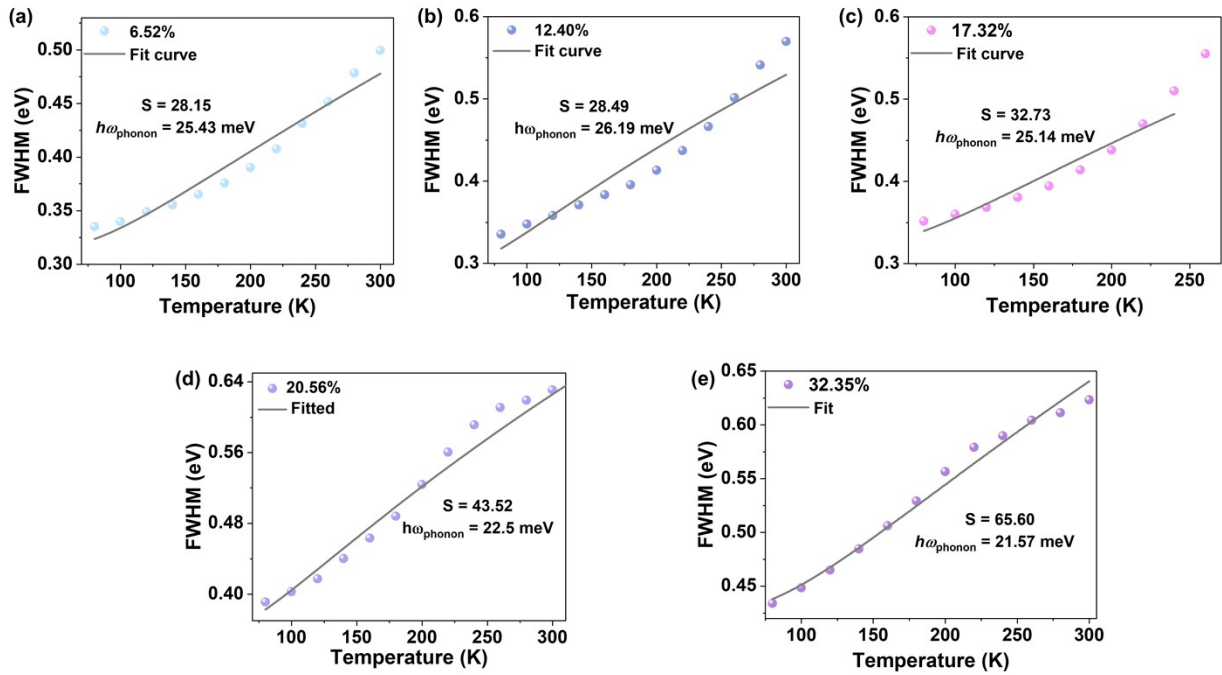 (a)
6.52%
Fit curve
S = 28.15
hωphonon = 25.43 meV
0.50
0.45
0.40
0.35
0.30
FWHM (eV)
100 150 200 250 300
Temperature (K)
(b)
12.40%
Fit curve
S = 28.49
hωphonon = 26.19 meV
0.6
0.5
0.4
0.3
FWHM (eV)
100 150 200 250 300
Temperature (K)
(c)
17.32%
Fit curve
S = 32.73
hωphonon = 25.14 meV
0.6
0.5
0.4
0.3
FWHM (eV)
100 150 200 250
Temperature (K)
(d)
20.56%
Fitted
S = 43.52
hωphonon = 22.5 meV
0.64
0.56
0.48
0.40
FWHM (eV)
100 150 200 250 300
Temperature (K)
(e)
32.35%
Fit
S = 65.60
hωphonon = 21.57 meV
0.65
0.60
0.55
0.50
0.45
FWHM (eV)
100 150 200 250 300
Temperature (K)